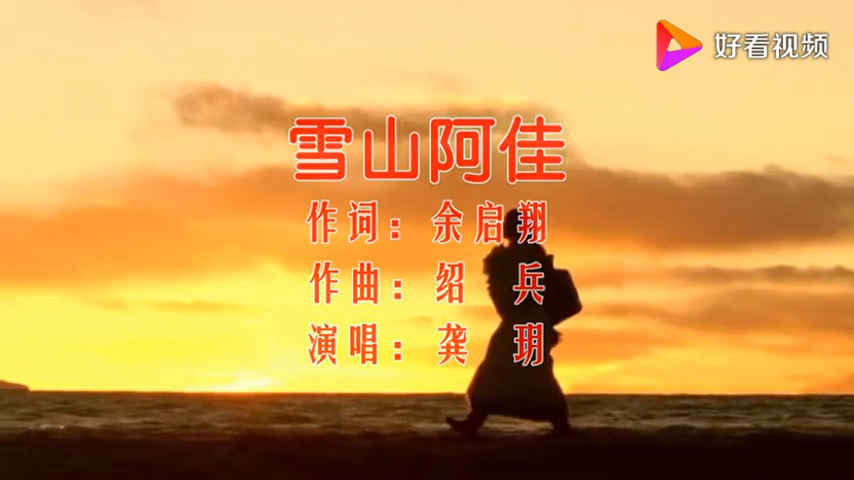 好看视频
雪山阿佳
作词：余启翔
作曲：绍 兵
演唱：龚 玥